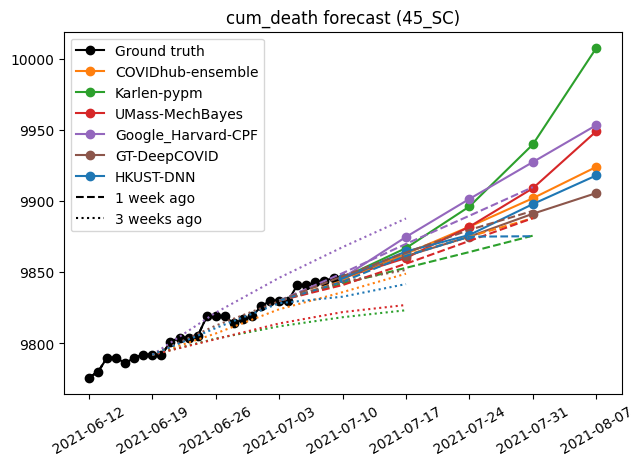 cum_death forecast (45_SC)
Ground truth
COVIDhub-ensemble
Karlen-pypm
UMass-MechBayes
Google_Harvard-CPF
GT-DeepCOVID
HKUST-DNN
1 week ago
3 weeks ago
10000
9950
9900
9850
9800
2021-06-12
2021-06-19
2021-06-26
2021-07-03
2021-07-10
2021-07-17
2021-07-24
2021-07-31
2021-08-07